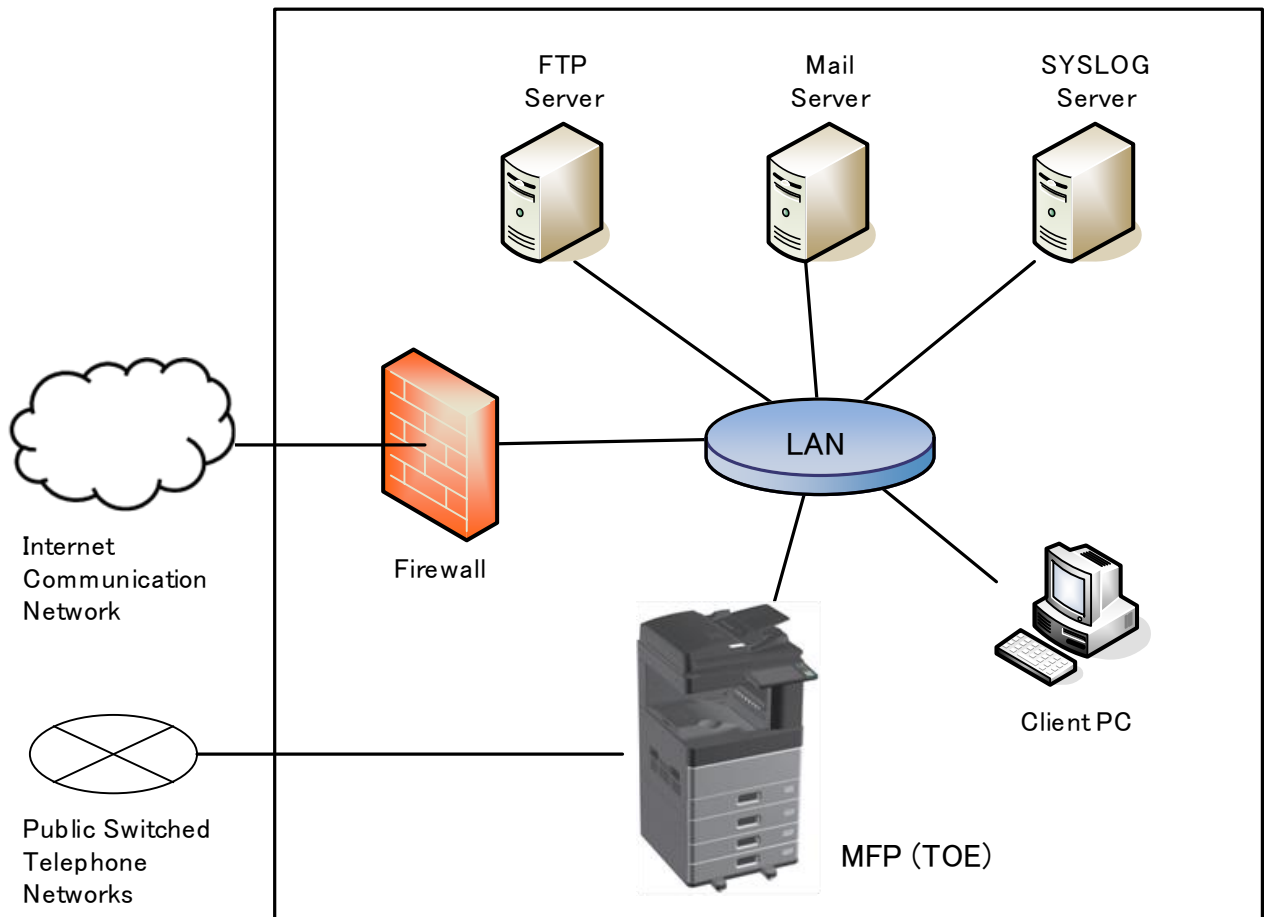 FTP
Server
Mail
Server
SYSLOG
Server
LAN
Internet
Communication
Network
Firewall
Client PC
Public Switched
Telephone
Networks
MFP (TOE)